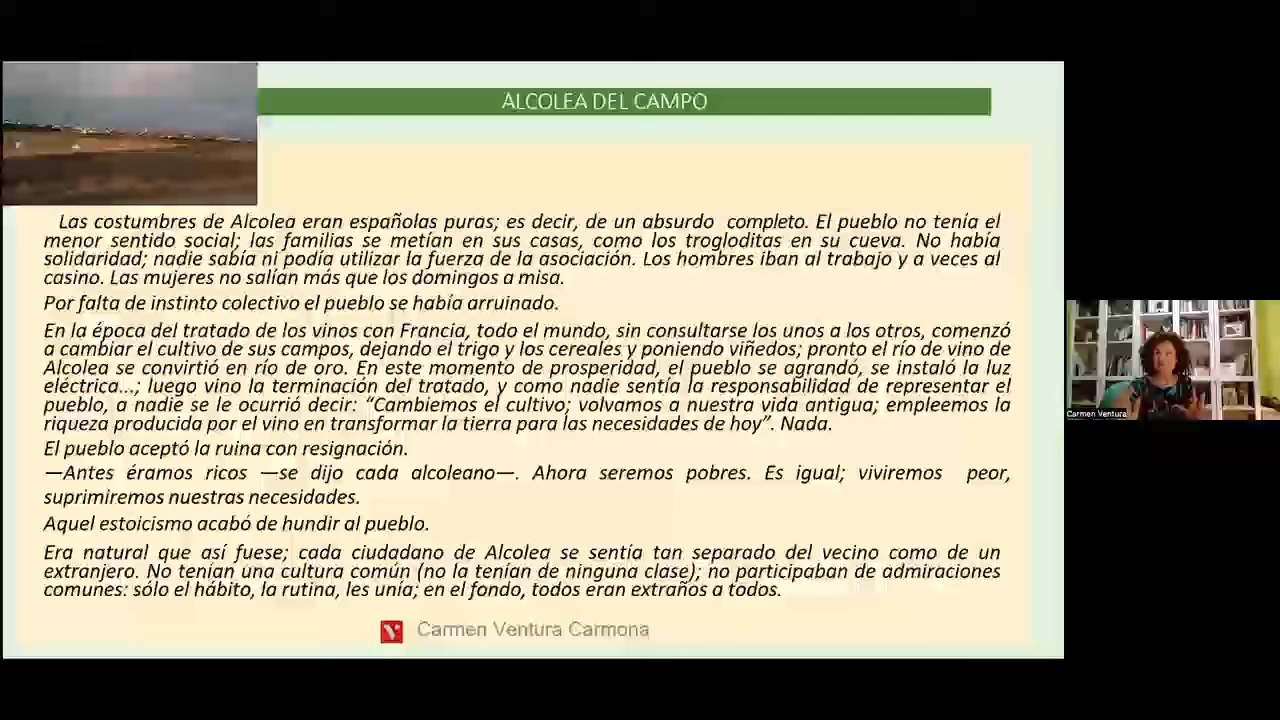 ALCOLEA DEL CAMPO
Las costumbres de Alcolea eran españolas puras; es decir, de un absurdo completo. El pueblo no tenía el
menor sentido social; las familias se metían en sus casas, como los trogloditas en su cueva. No había
solidaridad; nadie sabía ni podía utilizar la fuerza de la asociación. Los hombres iban al trabajo y a veces al
casino. Las mujeres no salían más que los domingos a misa.
Por falta de instinto colectivo el pueblo se había arruinado.
En la época del tratado de los vinos con Francia, todo el mundo, sin consultarse los unos a los otros, comenzó
a cambiar el cultivo de sus campos, dejando el trigo y los cereales y poniendo viñedos; pronto el río de vino de
Alcolea se convirtió en río de oro. En este momento de prosperidad, el pueblo se agrandó, se instaló la luz
eléctrica...; luego vino la terminación del tratado, y como nadie sentía la responsabilidad de representar el
pueblo, a nadie se le ocurrió decir: “Cambiemos el cultivo; volvamos a nuestra vida antigua; empleemos la
riqueza producida por el vino en transformar la tierra para las necesidades de hoy”. Nada.
El pueblo aceptó la ruina con resignación.
—Antes éramos ricos —se dijo cada alcoleano—. Ahora seremos pobres. Es igual; viviremos peor,
suprimiremos nuestras necesidades.
Aquel estoicismo acabó de hundir al pueblo.
Era natural que así fuese; cada ciudadano de Alcolea se sentía tan separado del vecino como de un
extranjero. No tenían una cultura común (no la tenían de ninguna clase); no participaban de admiraciones
comunes: sólo el hábito, la rutina, les unía; en el fondo, todos eran extraños a todos.
Carmen Ventura Carmona
Carmen Ventura